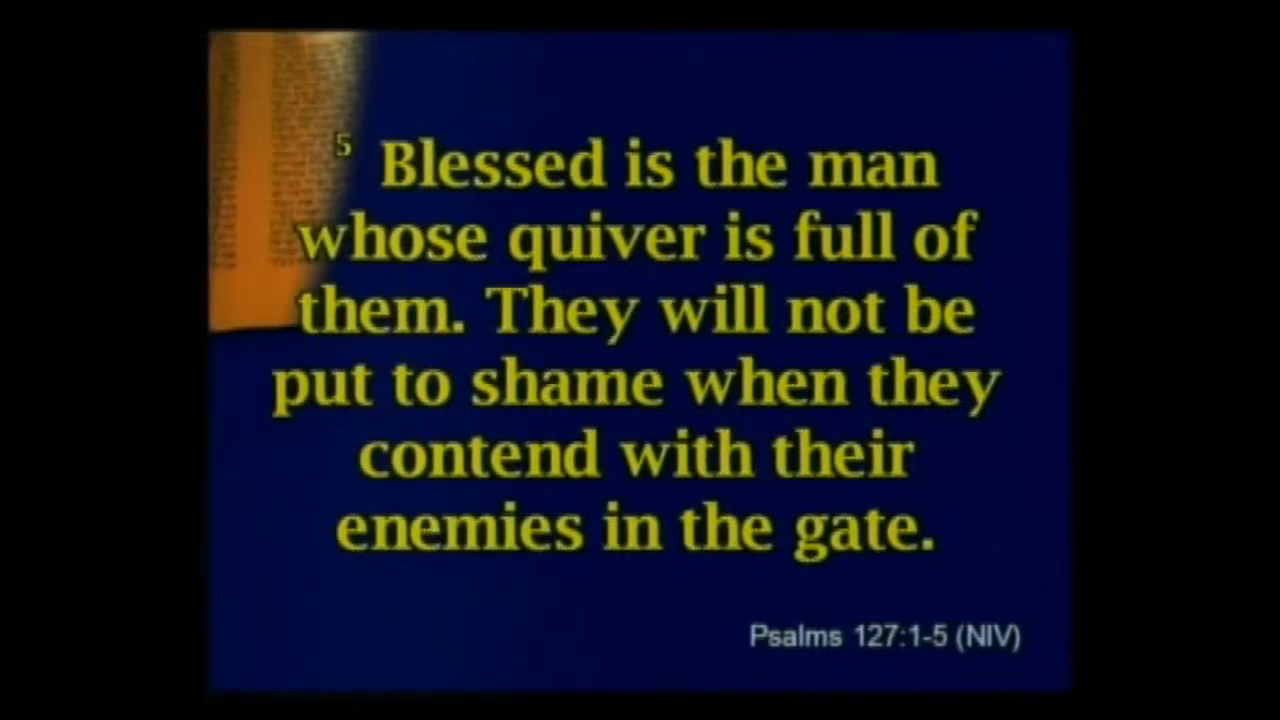 5 Blessed is the man
whose quiver is full of
them. They will not be
put to shame when they
contend with their
enemies in the gate.
Psalms 127:1-5 (NIV)